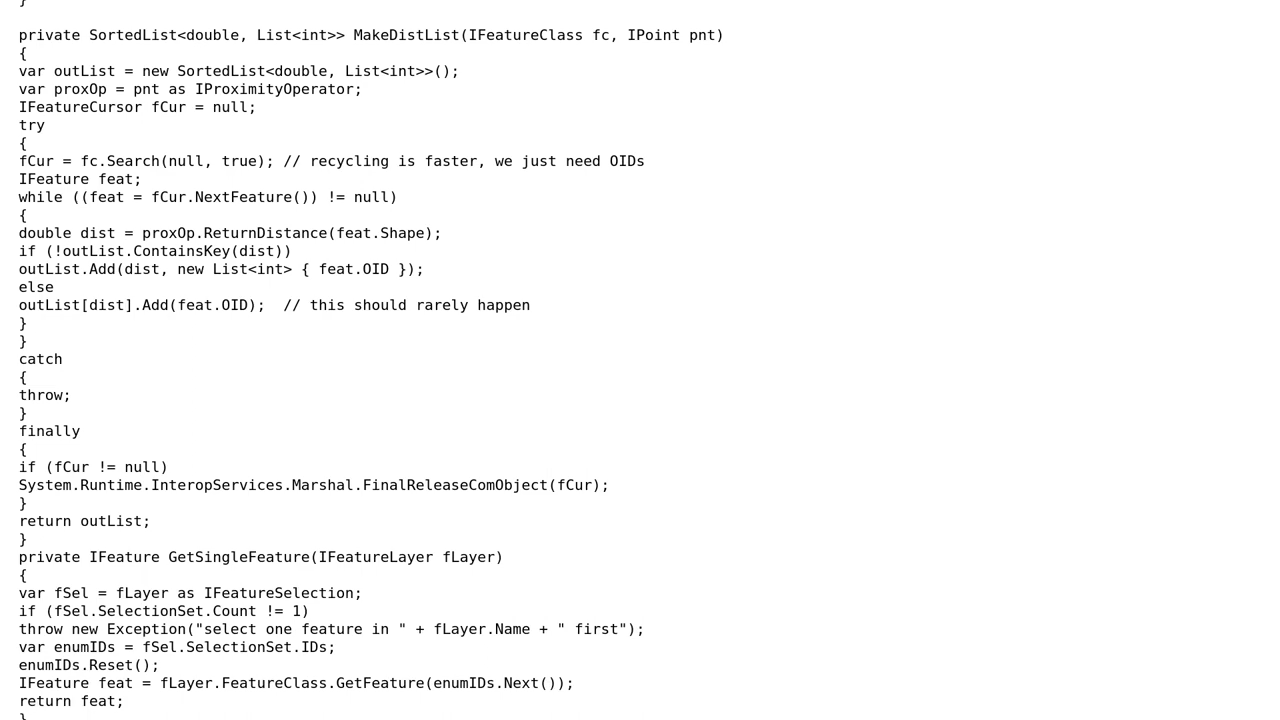 }
private SortedList<double, List<int>> MakeDistList(IFeatureClass fc, IPoint pnt)
{
var outList = new SortedList<double, List<int>>();
var proxOp = pnt as IProximityOperator;
IFeatureCursor fCur = null;
try
{
fCur = fc.Search(null, true); // recycling is faster, we just need OIDs
IFeature feat;
while ((feat = fCur.NextFeature()) != null)
{
double dist = proxOp.ReturnDistance(feat.Shape);
if (!outList.ContainsKey(dist))
outList.Add(dist, new List<int> { feat.OID });
else
outList[dist].Add(feat.OID);  // this should rarely happen
}
}
catch
{
throw;
}
finally
{
if (fCur != null)
System.Runtime.InteropServices.Marshal.FinalReleaseComObject(fCur);
}
return outList;
}
private IFeature GetSingleFeature(IFeatureLayer fLayer)
{
var fSel = fLayer as IFeatureSelection;
if (fSel.SelectionSet.Count != 1)
throw new Exception("select one feature in " + fLayer.Name + " first");
var enumIDs = fSel.SelectionSet.IDs;
enumIDs.Reset();
IFeature feat = fLayer.FeatureClass.GetFeature(enumIDs.Next());
return feat;
}